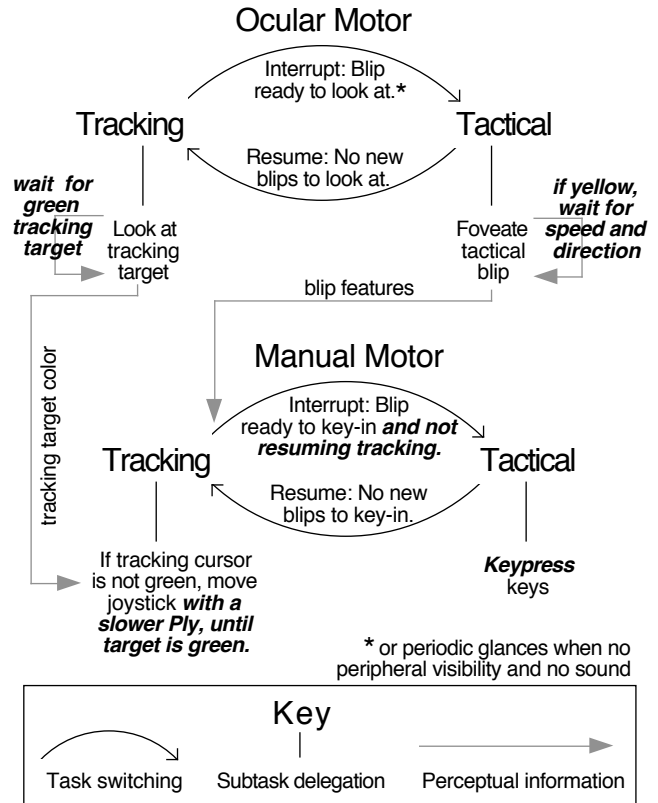 Ocular Motor
Interrupt: Blip
ready to look at.*
Tracking
Tactical
Resume: No new
blips to look at.
wait for
green
tracking
target
Look at
tracking
target
Foveate
tactical
blip
if yellow,
wait for
speed and
direction
blip features
tracking target color
Manual Motor
Interrupt: Blip
ready to key-in and not
resuming tracking.
Tracking
Tactical
Resume: No new
blips to key-in.
If tracking cursor
is not green, move
joystick with a
slower Ply, until
target is green.
Keypress
keys
* or periodic glances when no
peripheral visibility and no sound
Key
Task switching
Subtask delegation
Perceptual information